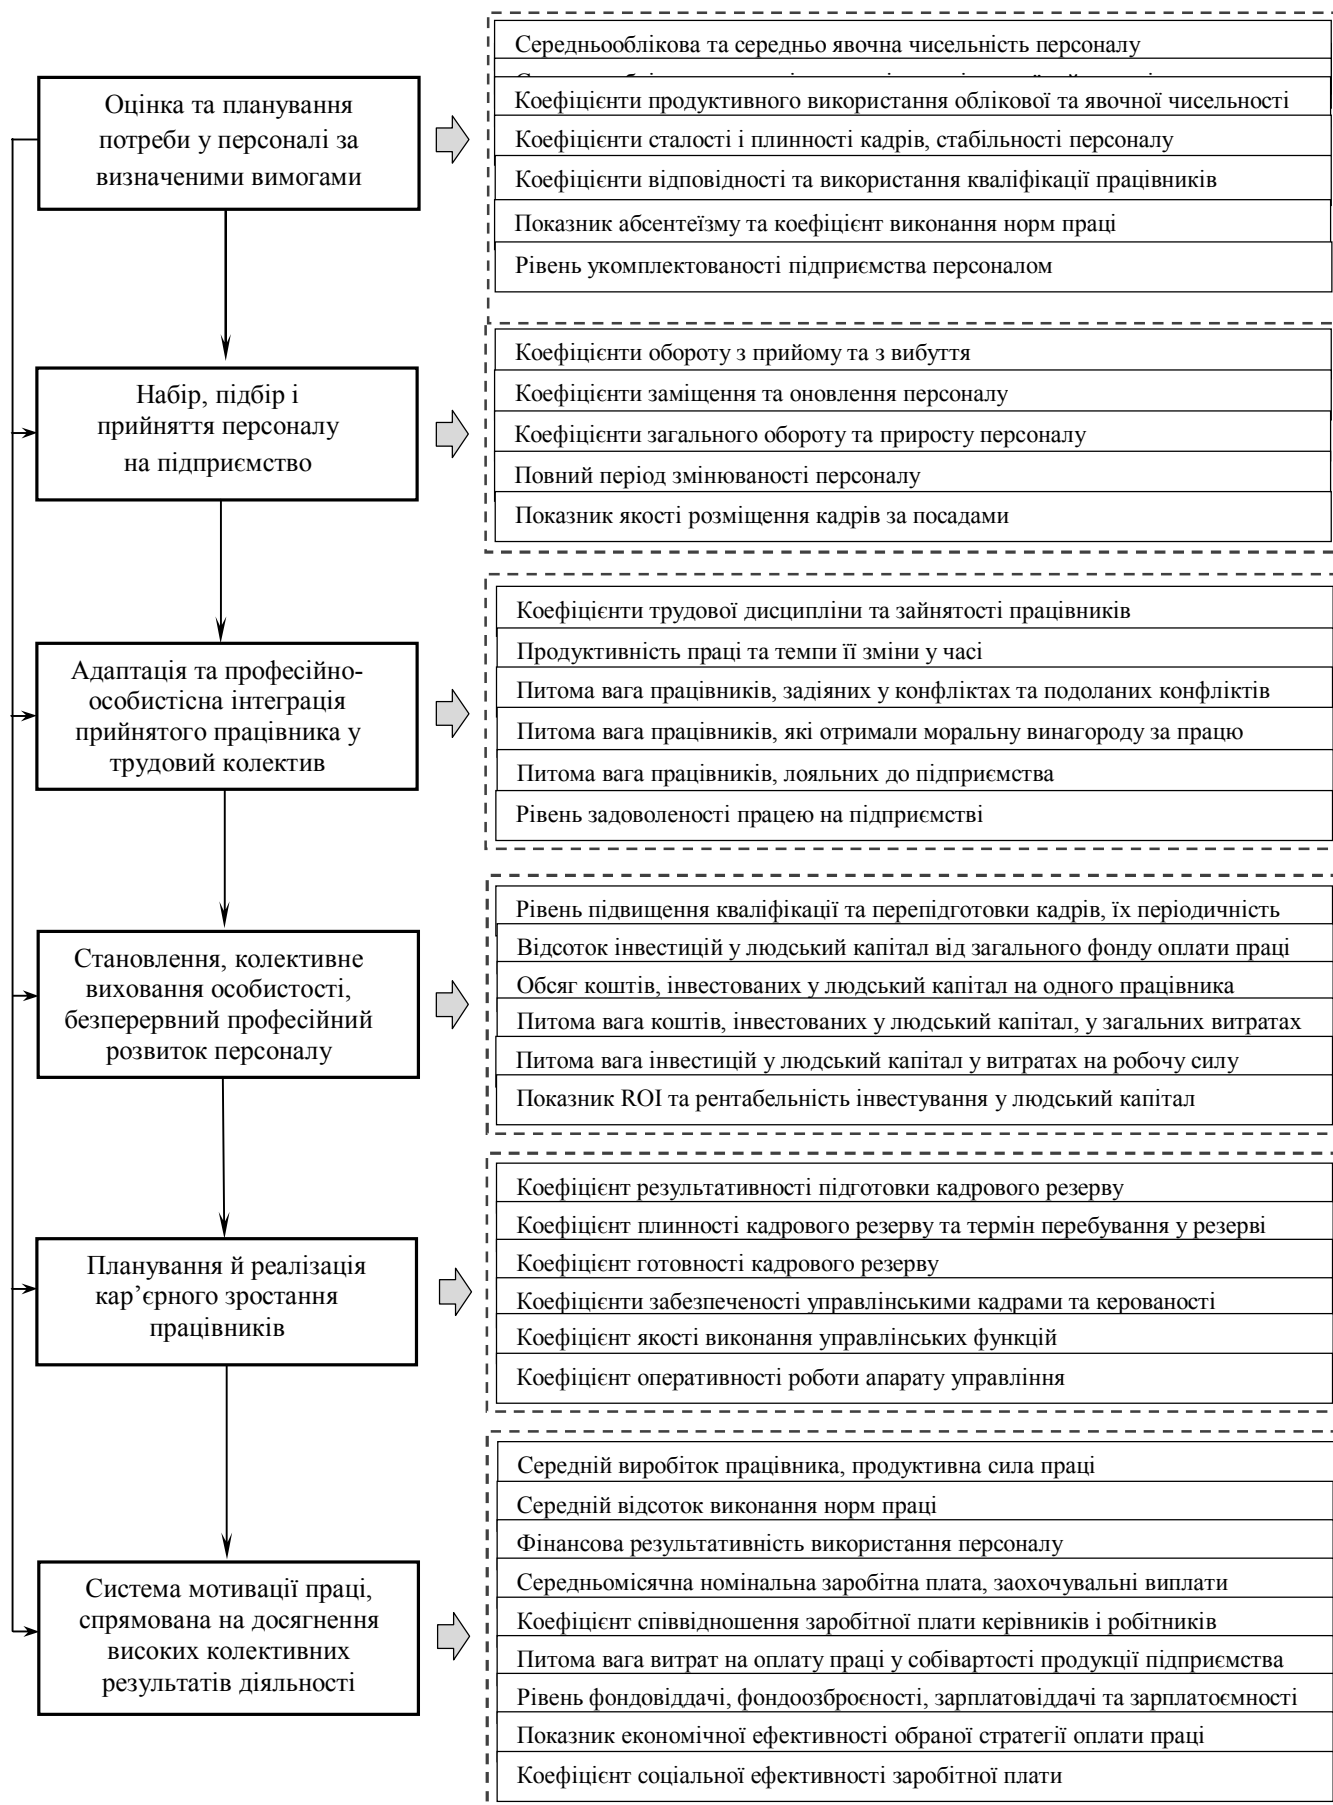 Оцінка та планування
потреби у персоналі за
визначеними вимогами
Середньооблікова та середньо явочна чисельність персоналу
Коефіцієнти продуктивного використання облікової та явочної чисельності
Коефіцієнти сталості і плинності кадрів, стабільності персоналу
Коефіцієнти відповідності та використання кваліфікації працівників
Показник абсентеїзму та коефіцієнт виконання норм праці
Рівень укомплектованості підприємства персоналом
Набір, підбір і
прийняття персоналу
на підприємство
Коефіцієнти обороту з прийому та з вибуття
Коефіцієнти заміщення та оновлення персоналу
Коефіцієнти загального обороту та приросту персоналу
Повний період змінюваності персоналу
Показник якості розміщення кадрів за посадами
Адаптація та професійно-
особистісна інтеграція
прийнятого працівника у
трудовий колектив
Коефіцієнти трудової дисципліни та зайнятості працівників
Продуктивність праці та темпи її зміни у часі
Питома вага працівників, задіяних у конфліктах та подоланих конфліктів
Питома вага працівників, які отримали моральну винагороду за працю
Питома вага працівників, лояльних до підприємства
Рівень задоволеності працею на підприємстві
Становлення, колективне
виховання особистості,
безперервний професійний
розвиток персоналу
Рівень підвищення кваліфікації та перепідготовки кадрів, їх періодичність
Відсоток інвестицій у людський капітал від загального фонду оплати праці
Обсяг коштів, інвестованих у людський капітал на одного працівника
Питома вага коштів, інвестованих у людський капітал, у загальних витратах
Питома вага інвестицій у людський капітал у витратах на робочу силу
Показник ROI та рентабельність інвестування у людський капітал
Планування й реалізація
кар’єрного зростання
працівників
Коефіцієнт результативності підготовки кадрового резерву
Коефіцієнт плинності кадрового резерву та термін перебування у резерві
Коефіцієнт готовності кадрового резерву
Коефіцієнти забезпеченості управлінськими кадрами та керованості
Коефіцієнт якості виконання управлінських функцій
Коефіцієнт оперативності роботи апарату управління
Система мотивації праці,
спрямована на досягнення
високих колективних
результатів діяльності
Середній виробіток працівника, продуктивна сила праці
Середній відсоток виконання норм праці
Фінансова результативність використання персоналу
Середньомісячна номінальна заробітна плата, заохочувальні виплати
Коефіцієнт співвідношення заробітної плати керівників і робітників
Питома вага витрат на оплату праці у собівартості продукції підприємства
Рівень фондовіддачі, фондоозброєності, зарплатовіддачі та зарплатоємності
Показник економічної ефективності обраної стратегії оплати праці
Коефіцієнт соціальної ефективності заробітної плати